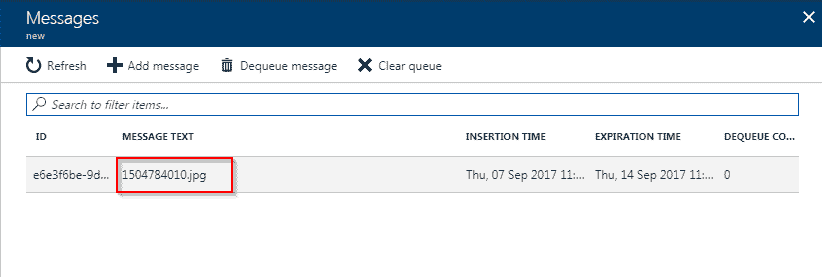 Messages
new
Refresh Add message Dequeue message Clear queue
Search to filter items...
ID MESSAGE TEXT INSERTION TIME EXPIRATION TIME DEQUEUE CO...
e6e3f6be-9d... 1504784010.jpg Thu, 07 Sep 2017 11:... Thu, 14 Sep 2017 11:... 0